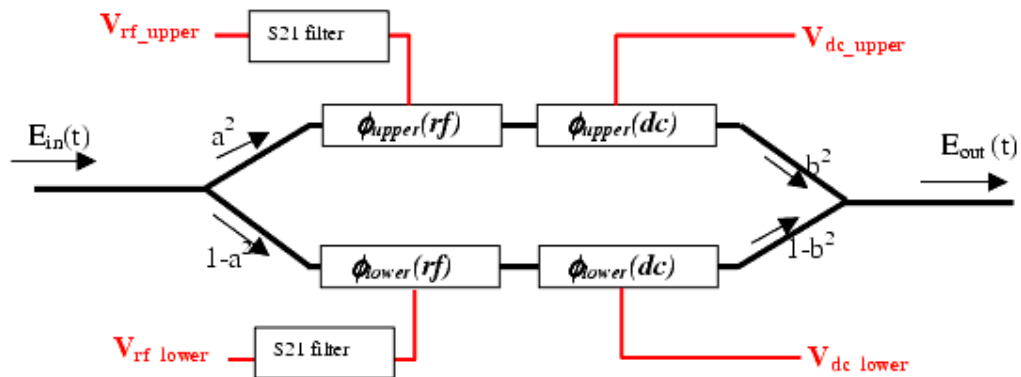 V_rf_upper
S21 filter
V_dc_upper
E_in(t)
a²
ϕ_upper(rf)
ϕ_upper(dc)
b²
E_out (t)
1-a²
ϕ_lower(rf)
ϕ_lower(dc)
1-b²
V_rf lower
S21 filter
V_dc lower